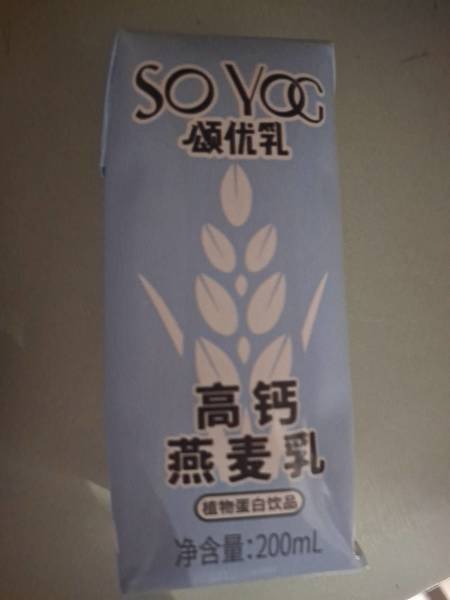 SO YOG
颂优乳
高钙
燕麦乳
植物蛋白饮品
净含量:200mL